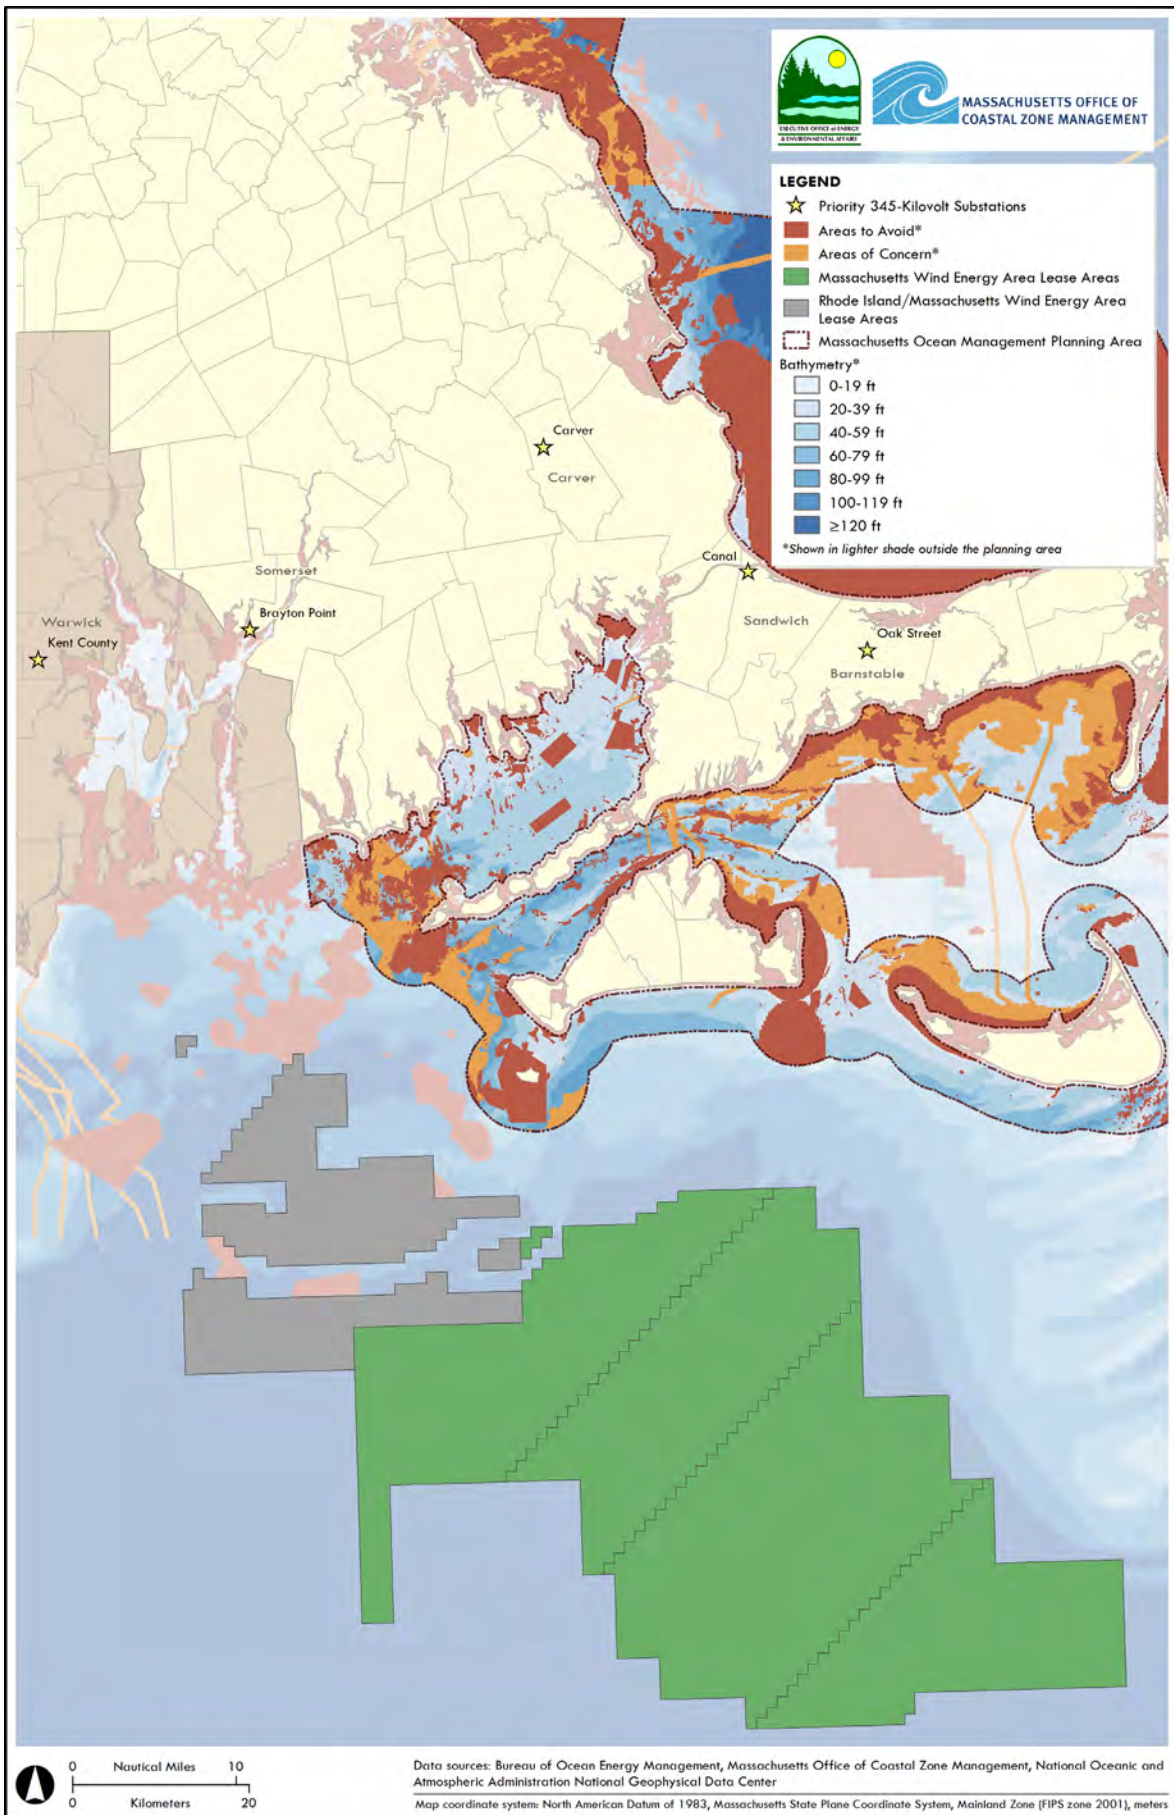 EXECUTIVE OFFICE of ENERGY
& ENVIRONMENTAL AFFAIRS
MASSACHUSETTS OFFICE OF
COASTAL ZONE MANAGEMENT
LEGEND
Priority 345-Kilovolt Substations
Areas to Avoid*
Areas of Concern*
Massachusetts Wind Energy Area Lease Areas
Rhode Island/Massachusetts Wind Energy Area
Lease Areas
Massachusetts Ocean Management Planning Area
Bathymetry*
0-19 ft
20-39 ft
40-59 ft
60-79 ft
80-99 ft
100-119 ft
≥120 ft
*Shown in lighter shade outside the planning area
Carver
Carver
Canal
Somerset
Brayton Point
Warwick
Kent County
Sandwich
Oak Street
Barnstable
0 Nautical Miles 10
0 Kilometers 20
Data sources: Bureau of Ocean Energy Management, Massachusetts Office of Coastal Zone Management, National Oceanic and
Atmospheric Administration National Geophysical Data Center
Map coordinate system: North American Datum of 1983, Massachusetts State Plane Coordinate System, Mainland Zone (FIPS zone 2001), meters